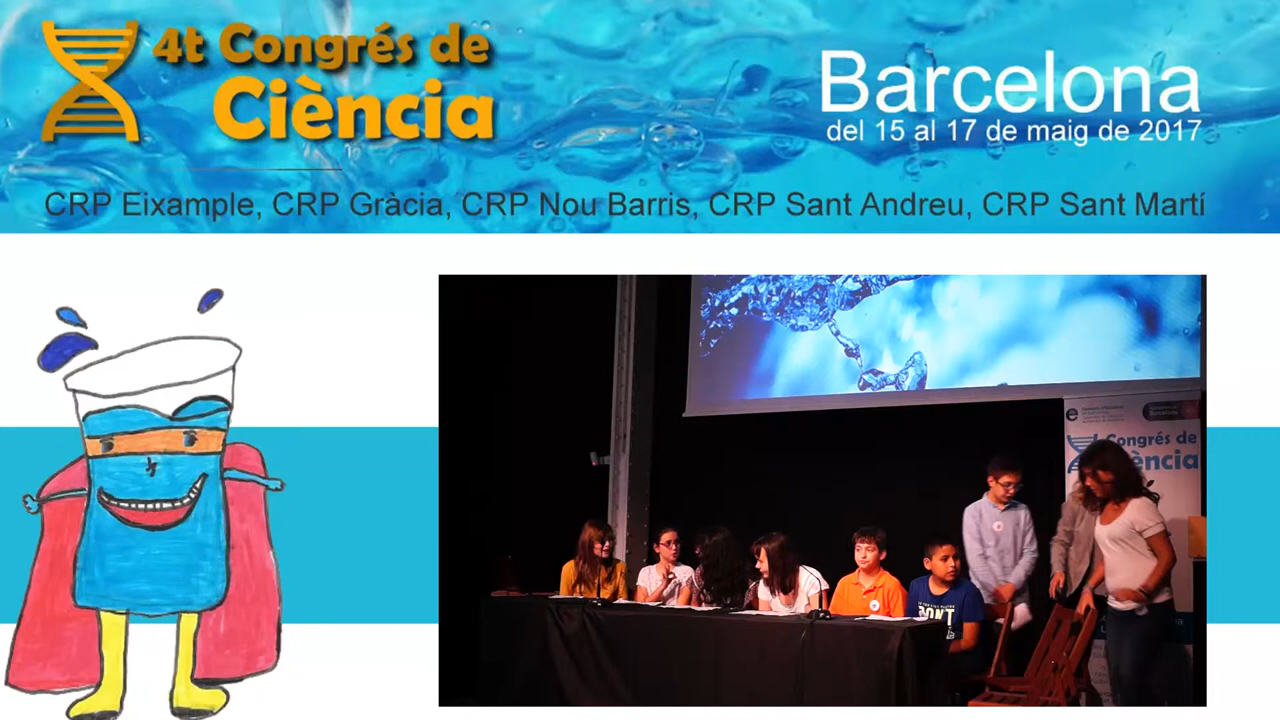 4t Congrés de
Ciència
Barcelona
del 15 al 17 de maig de 2017
CRP Eixample, CRP Gràcia, CRP Nou Barris, CRP Sant Andreu, CRP Sant Martí
Congrés de
ència